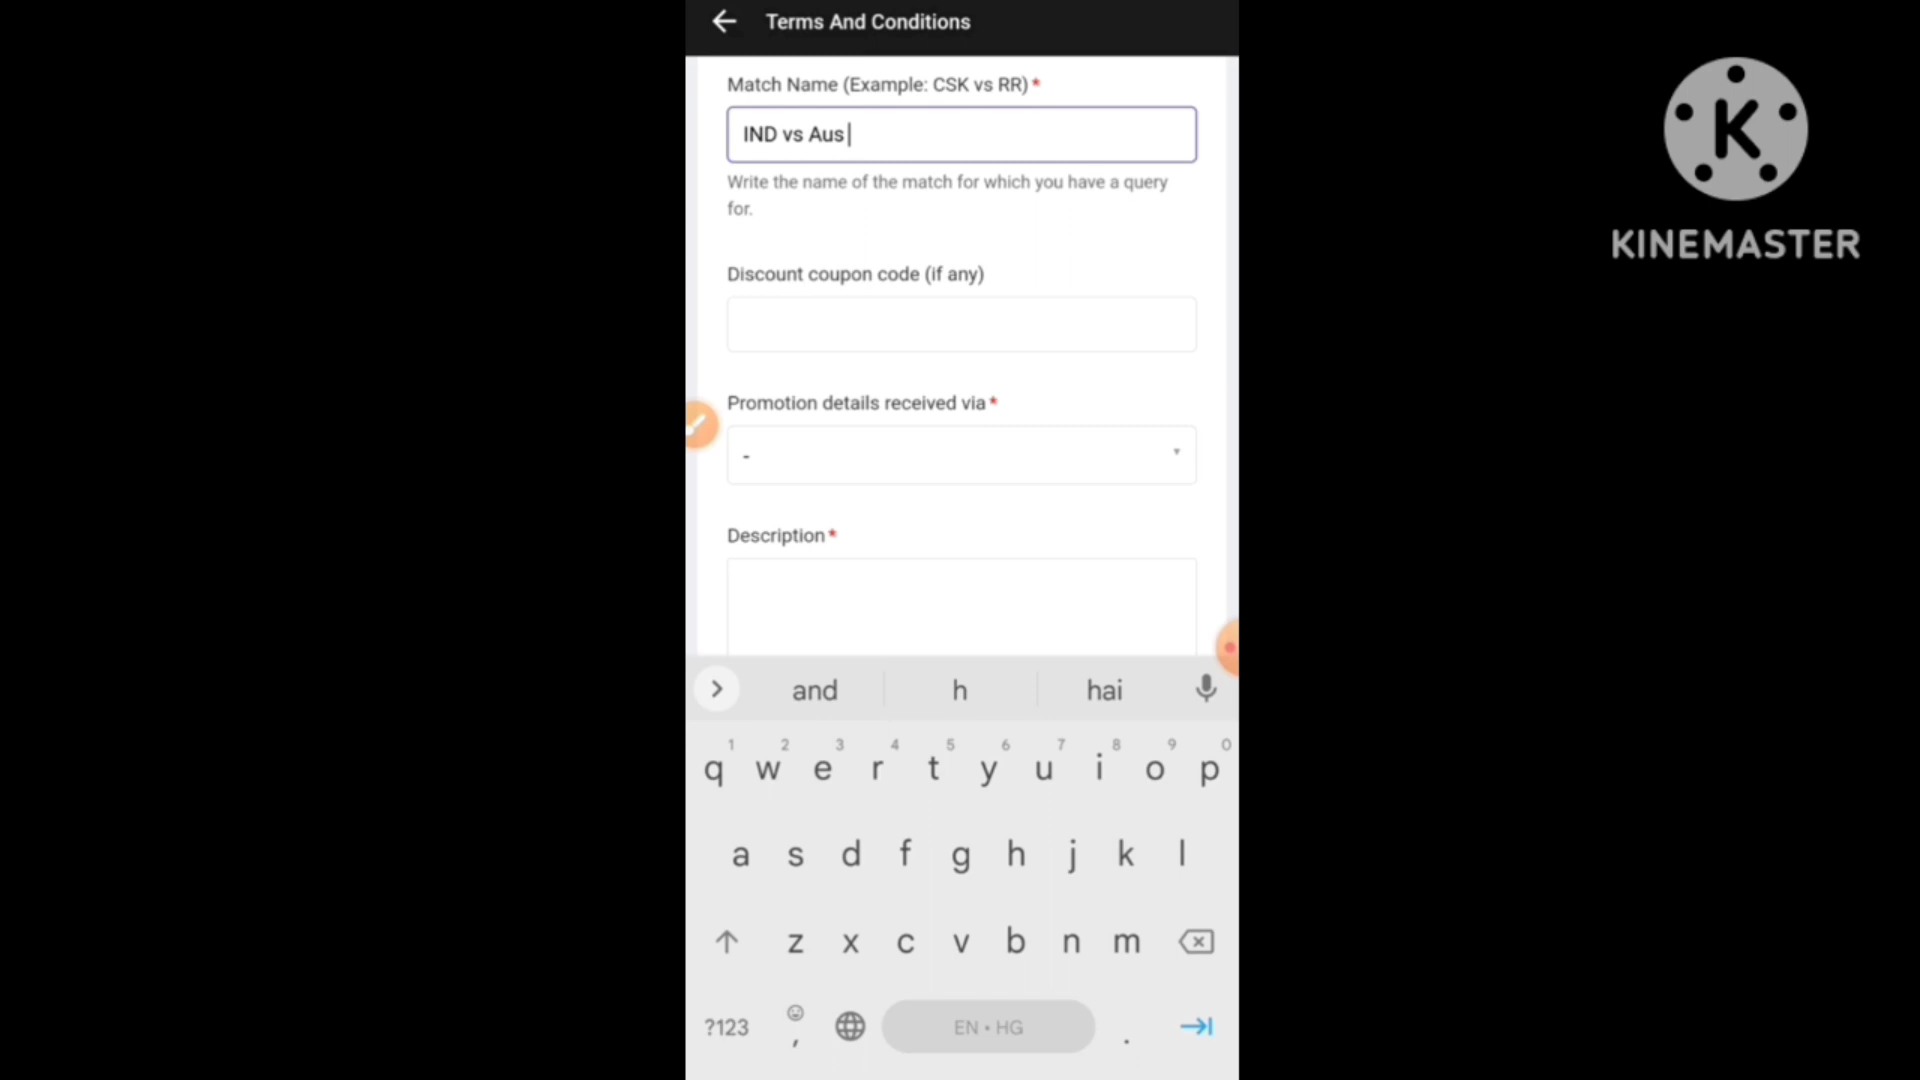 Terms And Conditions
Match Name (Example: CSK vs RR) *
IND vs Aus
Write the name of the match for which you have a query
for.
Discount coupon code (if any)
Promotion details received via *
-
Description *
and h hai
1 2 3 4 5 6 7 8 9 0
q w e r t y u i o p
a s d f g h j k l
z x c v b n m
?123 , EN • HG .
K
KINEMASTER